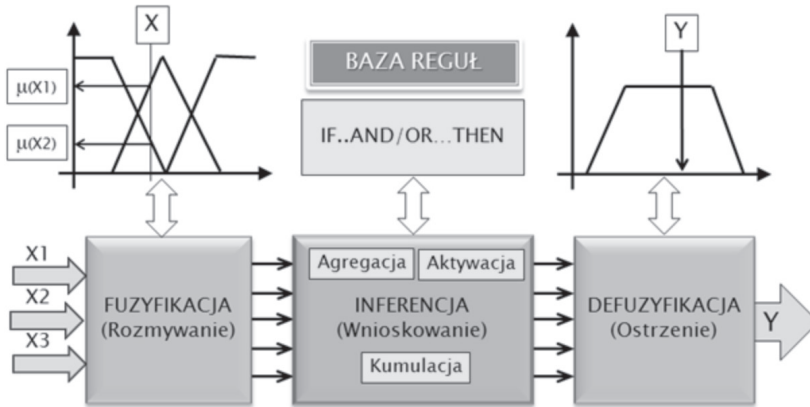 X
μ(X1)
μ(X2)
BAZA REGUŁ
IF..AND/OR...THEN
Y
X1
X2
X3
FUZYFIKACJA
(Rozmywanie)
Agregacja
Aktywacja
INFERENCJA
(Wnioskowanie)
Kumulacja
DEFUZYFIKACJA
(Ostrzenie)
Y